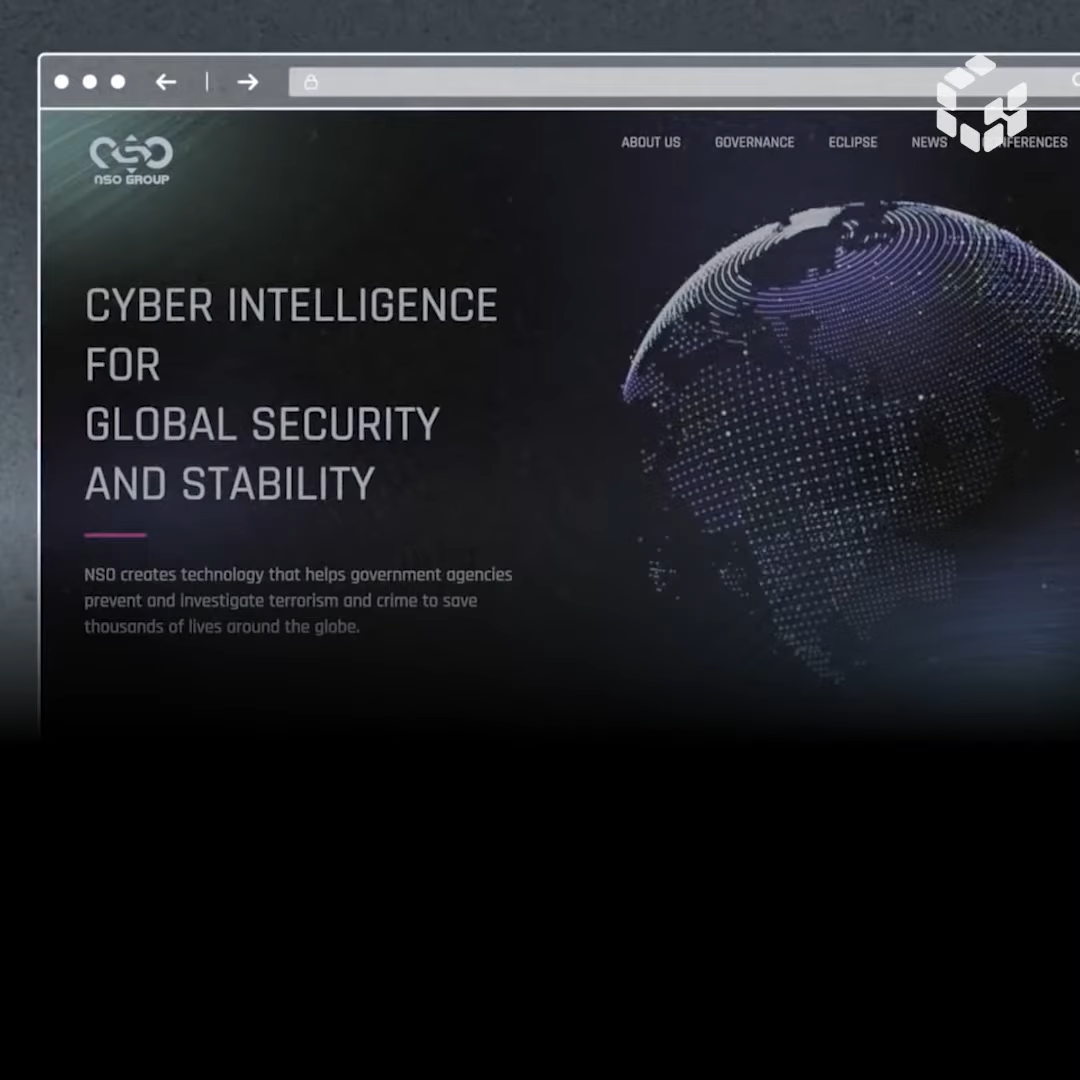 NSO GROUP
ABOUT US GOVERNANCE ECLIPSE NEWS NFERENCES
CYBER INTELLIGENCE
FOR
GLOBAL SECURITY
AND STABILITY
NSO creates technology that helps government agencies
prevent and investigate terrorism and crime to save
thousands of lives around the globe.